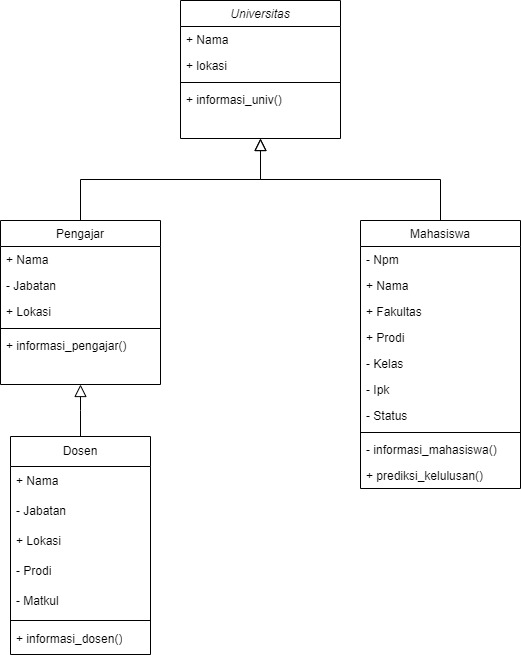 Universitas
+ Nama
+ lokasi
+ informasi_univ()
Pengajar
+ Nama
- Jabatan
+ Lokasi
+ informasi_pengajar()
Mahasiswa
- Npm
+ Nama
+ Fakultas
+ Prodi
- Kelas
- Ipk
- Status
- informasi_mahasiswa()
+ prediksi_kelulusan()
Dosen
+ Nama
- Jabatan
+ Lokasi
- Prodi
- Matkul
+ informasi_dosen()